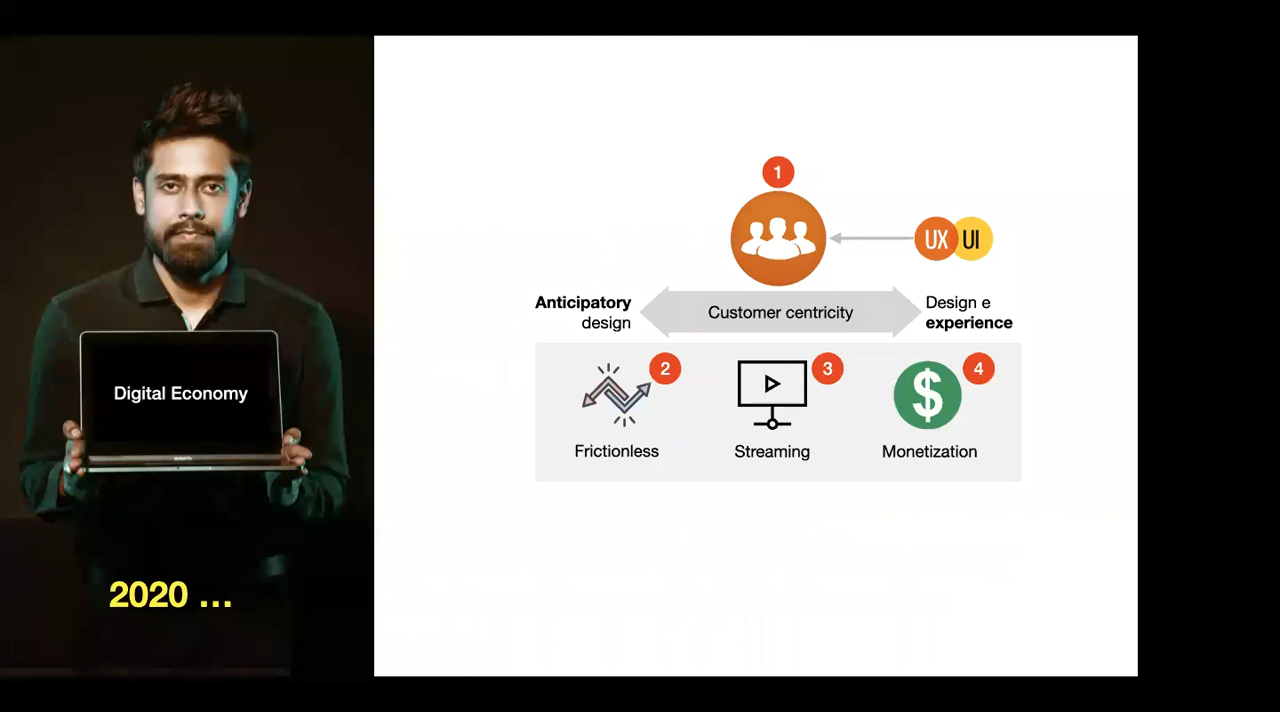 Digital Economy
2020 ...
1
UX UI
Anticipatory
design
Customer centricity
Design e
experience
2
3
4
Frictionless
Streaming
Monetization